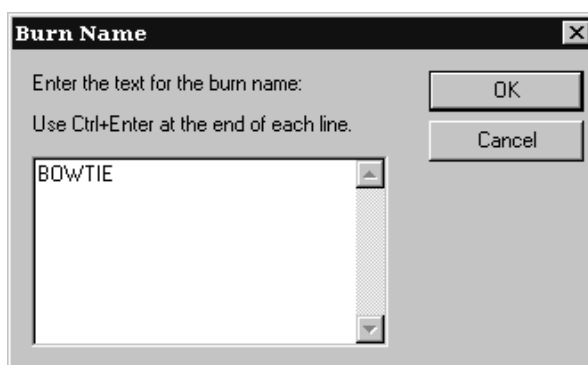 Burn Name
Enter the text for the burn name:
Use Ctrl+Enter at the end of each line.
BOWTIE
OK
Cancel